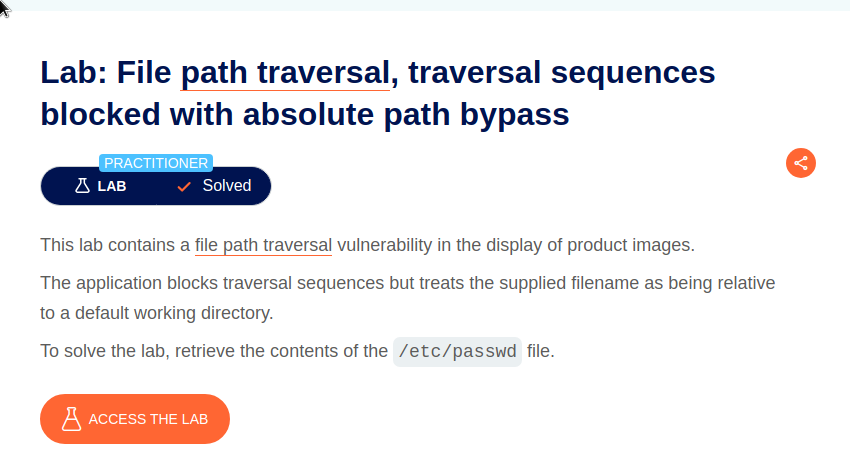 Lab: File path traversal, traversal sequences
blocked with absolute path bypass
PRACTITIONER
LAB
Solved
This lab contains a file path traversal vulnerability in the display of product images.
The application blocks traversal sequences but treats the supplied filename as being relative
to a default working directory.
To solve the lab, retrieve the contents of the /etc/passwd file.
ACCESS THE LAB